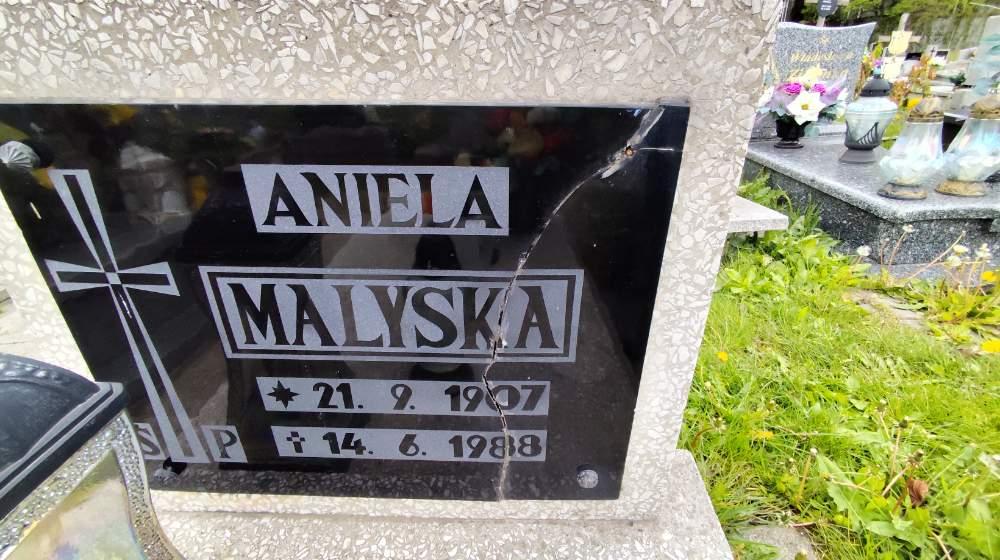 ANIELA
MALYSKA
21. 9. 1907
14. 6. 1988
Ś P